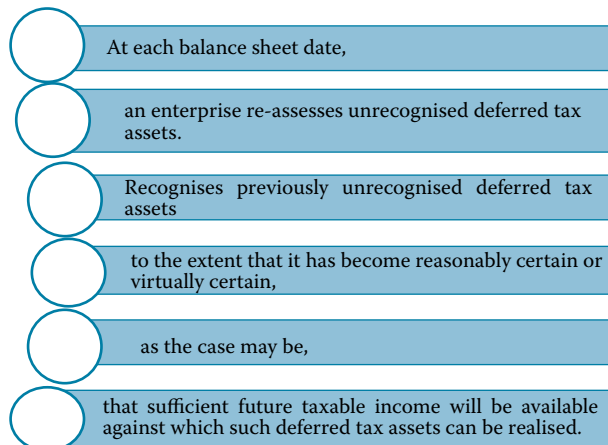 At each balance sheet date,
an enterprise re-assesses unrecognised deferred tax
assets.
Recognises previously unrecognised deferred tax
assets
to the extent that it has become reasonably certain or
virtually certain,
as the case may be,
that sufficient future taxable income will be available
against which such deferred tax assets can be realised.